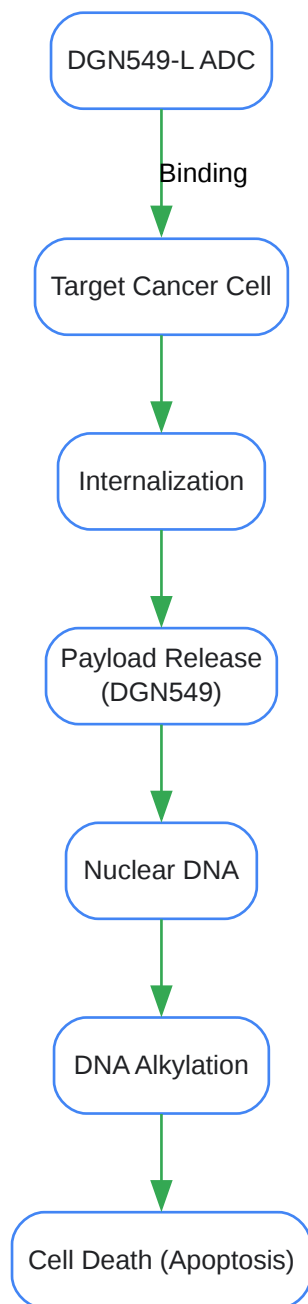 DGN549-L ADC
Binding
Target Cancer Cell
Internalization
Payload Release
(DGN549)
Nuclear DNA
DNA Alkylation
Cell Death (Apoptosis)